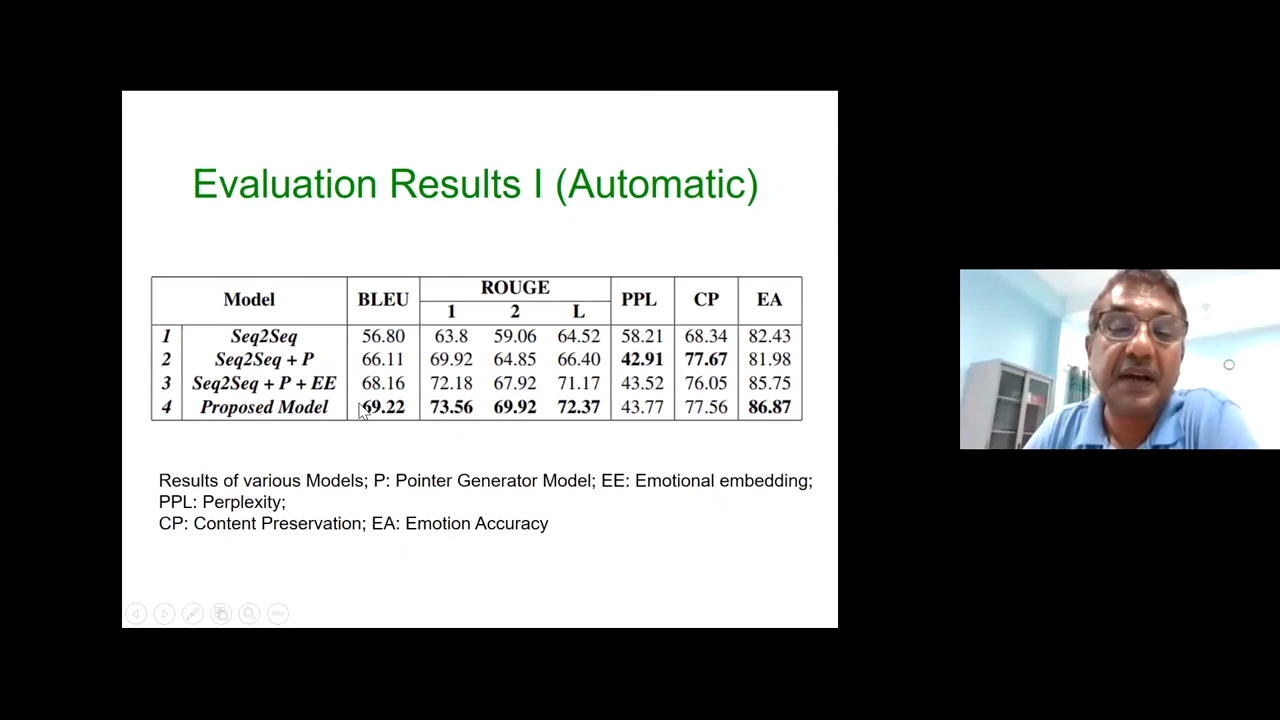 Evaluation Results I (Automatic)
Model BLEU ROUGE PPL CP EA
1 2 L
1 Seq2Seq 56.80 63.8 59.06 64.52 58.21 68.34 82.43
2 Seq2Seq + P 66.11 69.92 64.85 66.40 42.91 77.67 81.98
3 Seq2Seq + P + EE 68.16 72.18 67.92 71.17 43.52 76.05 85.75
4 Proposed Model 69.22 73.56 69.92 72.37 43.77 77.56 86.87
Results of various Models; P: Pointer Generator Model; EE: Emotional embedding;
PPL: Perplexity;
CP: Content Preservation; EA: Emotion Accuracy